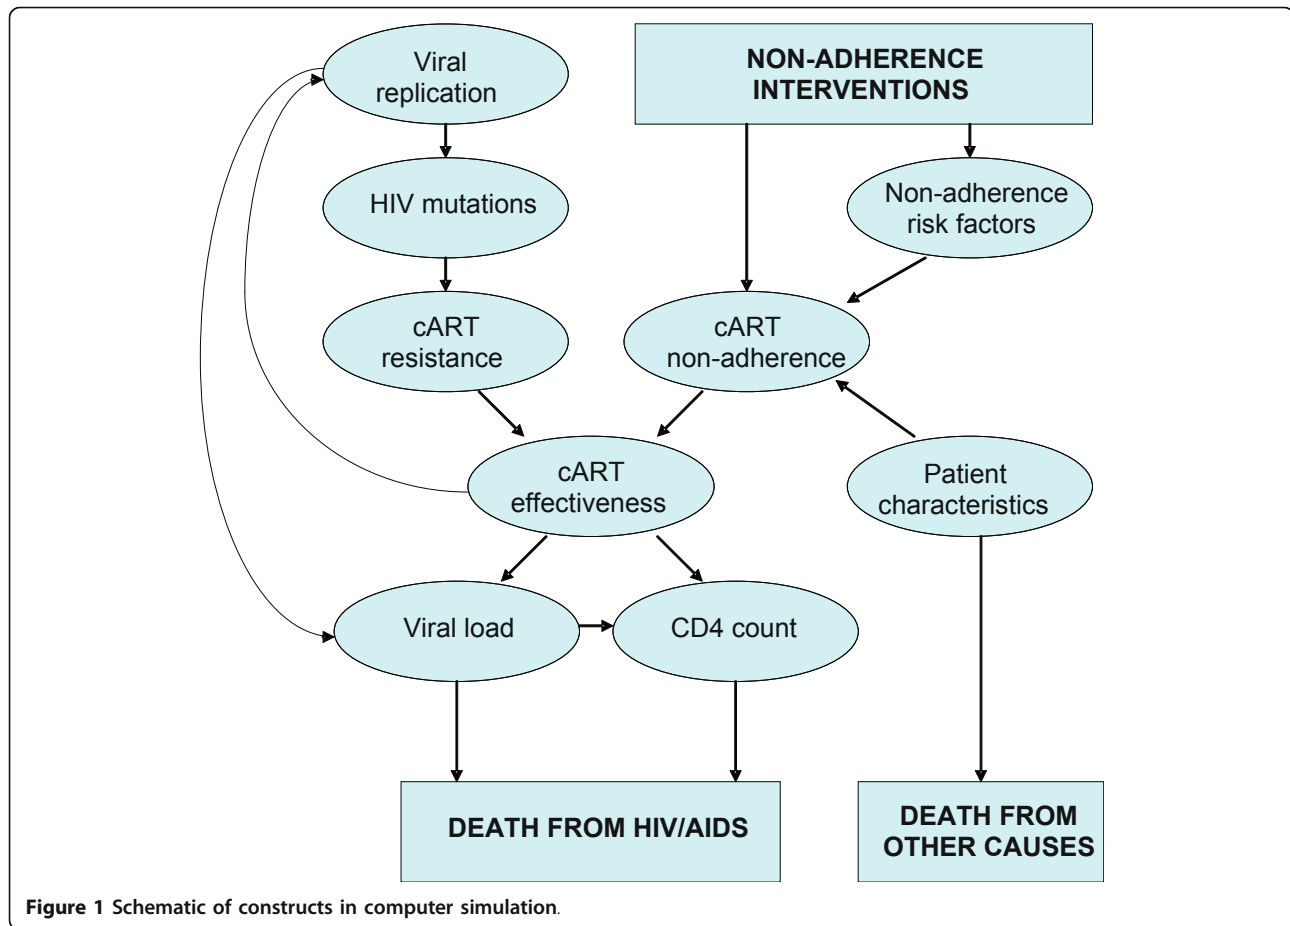 Viral
replication
NON-ADHERENCE
INTERVENTIONS
HIV mutations
Non-adherence
risk factors
cART
resistance
cART
non-adherence
cART
effectiveness
Patient
characteristics
Viral load
CD4 count
DEATH FROM HIV/AIDS
DEATH FROM
OTHER CAUSES
Figure 1 Schematic of constructs in computer simulation.